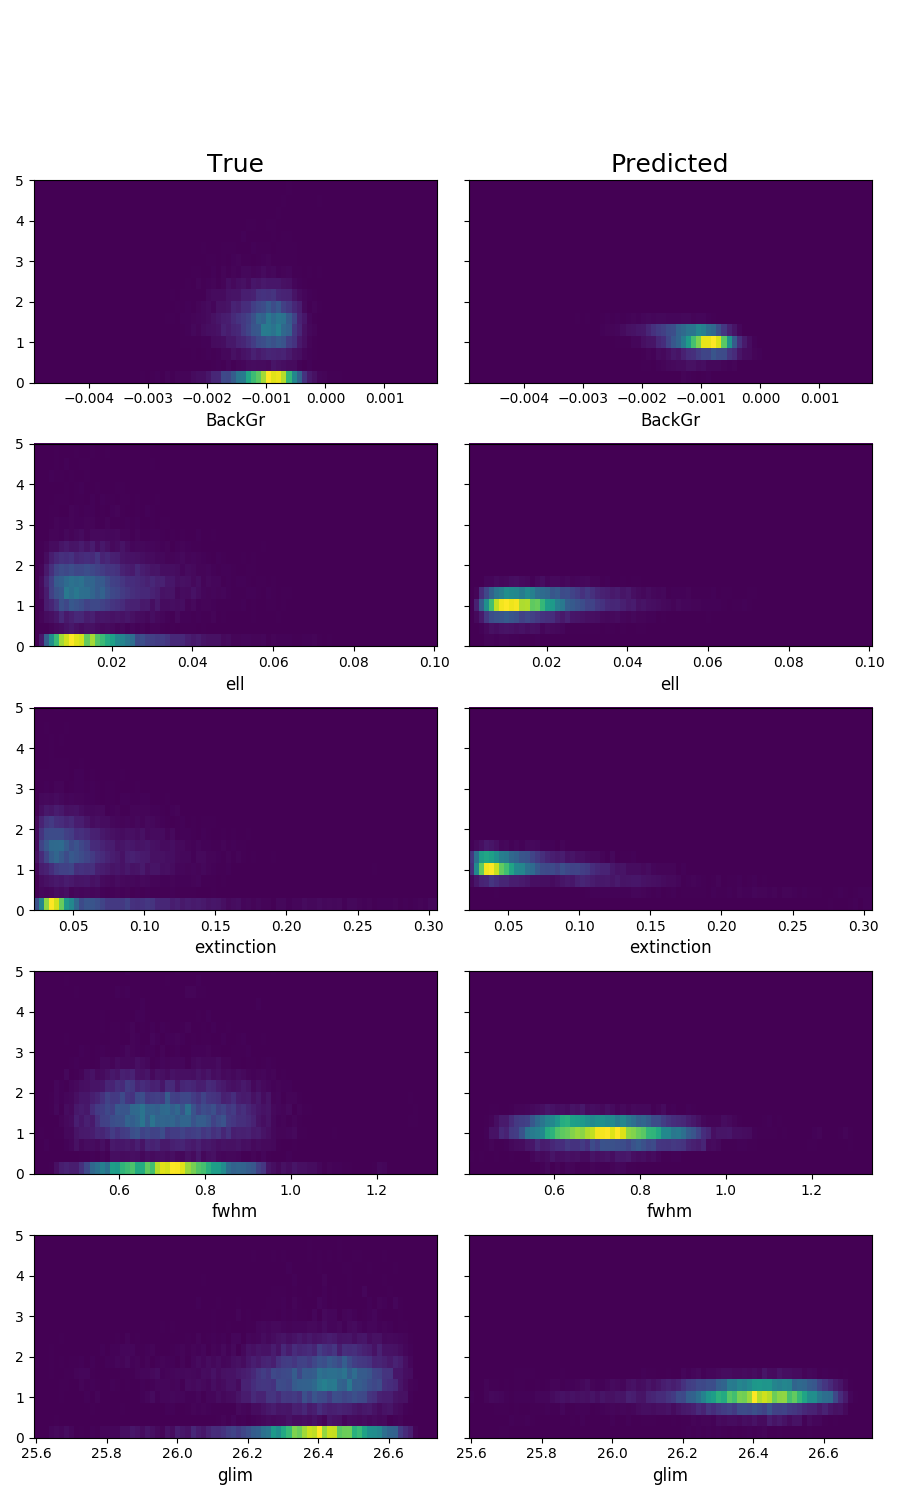 True Predicted
5
4
3
2
1
0
−0.004 −0.003 −0.002 −0.001 0.000 0.001 −0.004 −0.003 −0.002 −0.001 0.000 0.001
BackGr BackGr
5
4
3
2
1
0
0.02 0.04 0.06 0.08 0.10 0.02 0.04 0.06 0.08 0.10
ell ell
5
4
3
2
1
0
0.05 0.10 0.15 0.20 0.25 0.30 0.05 0.10 0.15 0.20 0.25 0.30
extinction extinction
5
4
3
2
1
0
0.6 0.8 1.0 1.2 0.6 0.8 1.0 1.2
fwhm fwhm
5
4
3
2
1
0
25.6 25.8 26.0 26.2 26.4 26.6 25.6 25.8 26.0 26.2 26.4 26.6
glim glim